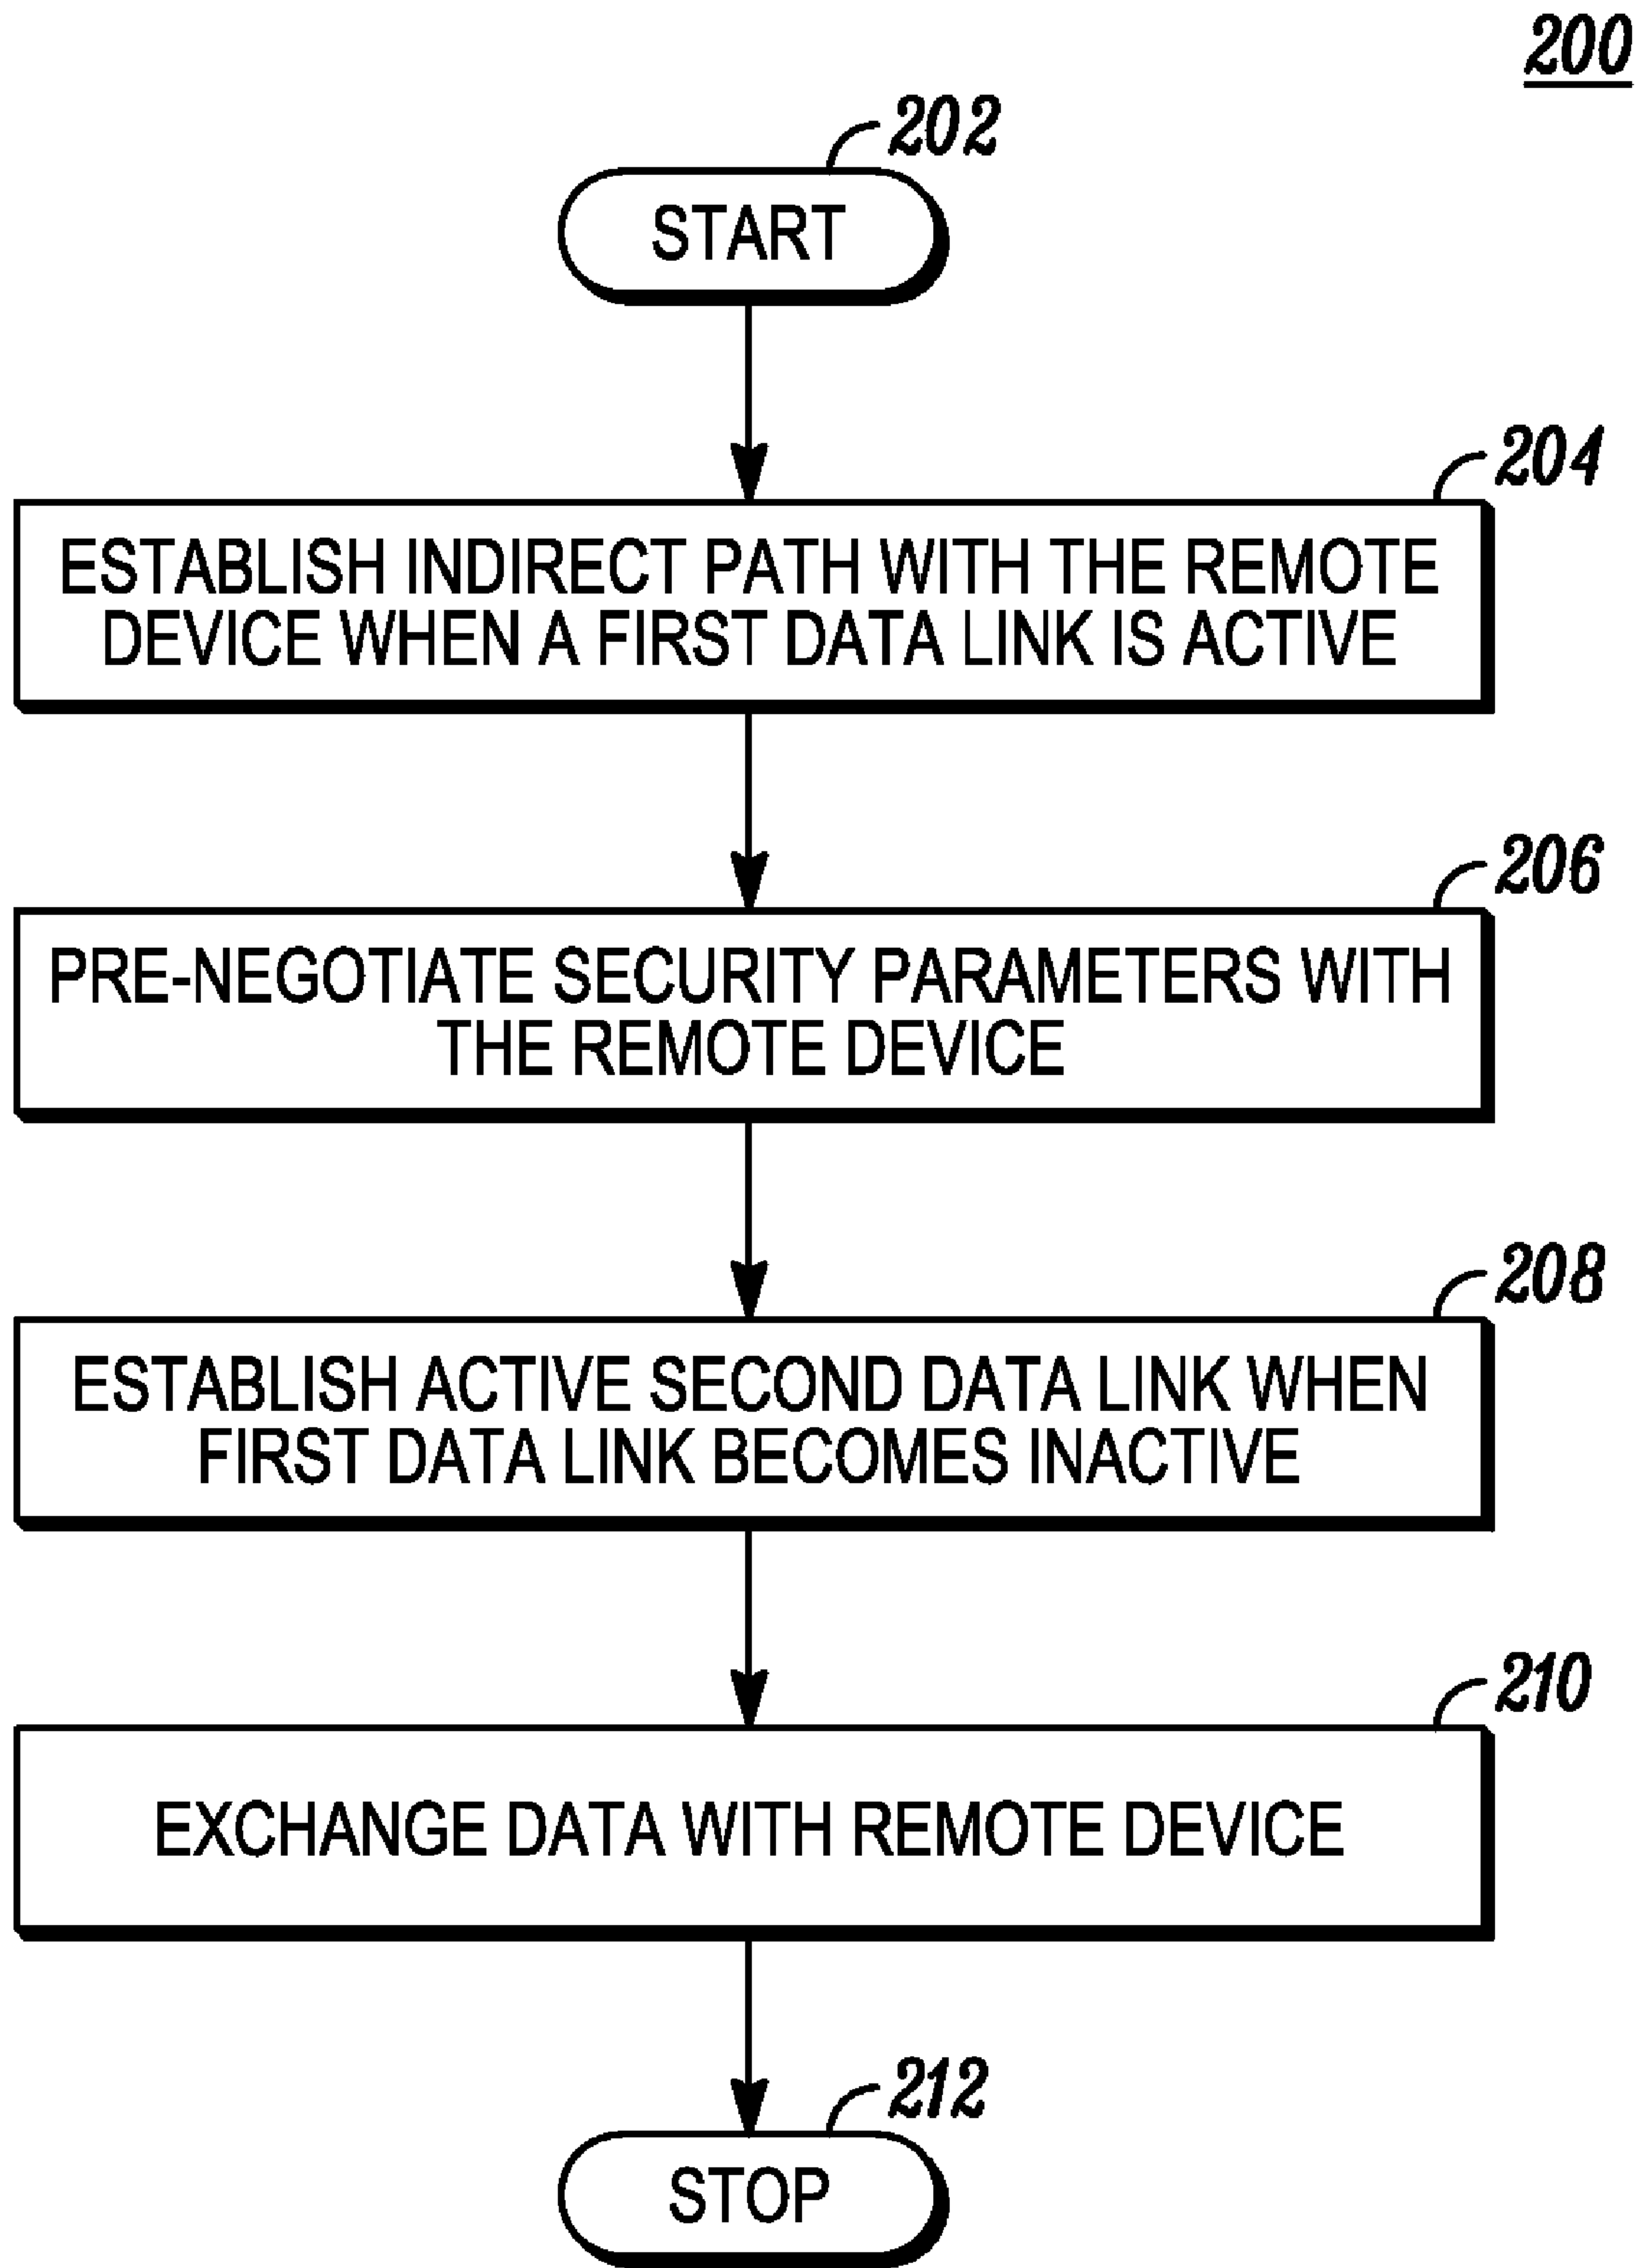 200
202
START
204
ESTABLISH INDIRECT PATH WITH THE REMOTE
DEVICE WHEN A FIRST DATA LINK IS ACTIVE
206
PRE-NEGOTIATE SECURITY PARAMETERS WITH
THE REMOTE DEVICE
208
ESTABLISH ACTIVE SECOND DATA LINK WHEN
FIRST DATA LINK BECOMES INACTIVE
210
EXCHANGE DATA WITH REMOTE DEVICE
212
STOP